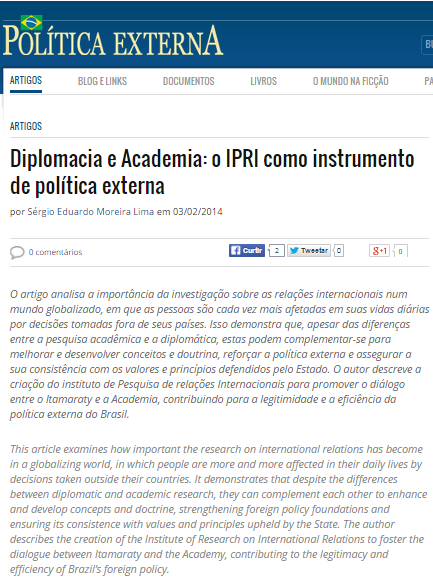 POLÍTICA EXTERNA
ARTIGOS BLOG E LINKS DOCUMENTOS LIVROS O MUNDO NA FICÇÃO
ARTIGOS
Diplomacia e Academia: o IPRI como instrumento
de política externa
por Sérgio Eduardo Moreira Lima em 03/02/2014
0 comentários Curtir 2 Tweetar 0 g+1 0
O artigo analisa a importância da investigação sobre as relações internacionais num
mundo globalizado, em que as pessoas são cada vez mais afetadas em suas vidas diárias
por decisões tomadas fora de seus países. Isso demonstra que, apesar das diferenças
entre a pesquisa acadêmica e a diplomática, estas podem complementar-se para
melhorar e desenvolver conceitos e doutrina, reforçar a política externa e assegurar a
sua consistência com os valores e princípios defendidos pelo Estado. O autor descreve a
criação do instituto de Pesquisa de relações Internacionais para promover o diálogo
entre o Itamaraty e a Academia, contribuindo para a legitimidade e a eficiência da
política externa do Brasil.
This article examines how important the research on international relations has become
in a globalizing world, in which people are more and more affected in their daily lives by
decisions taken outside their countries. It demonstrates that despite the differences
between diplomatic and academic research, they can complement each other to enhance
and develop concepts and doctrine, strengthening foreign policy foundations and
ensuring its consistence with values and principles upheld by the State. The author
describes the creation of the Institute of Research on International Relations to foster the
dialogue between Itamaraty and the Academy, contributing to the legitimacy and
efficiency of Brazil's foreign policy.